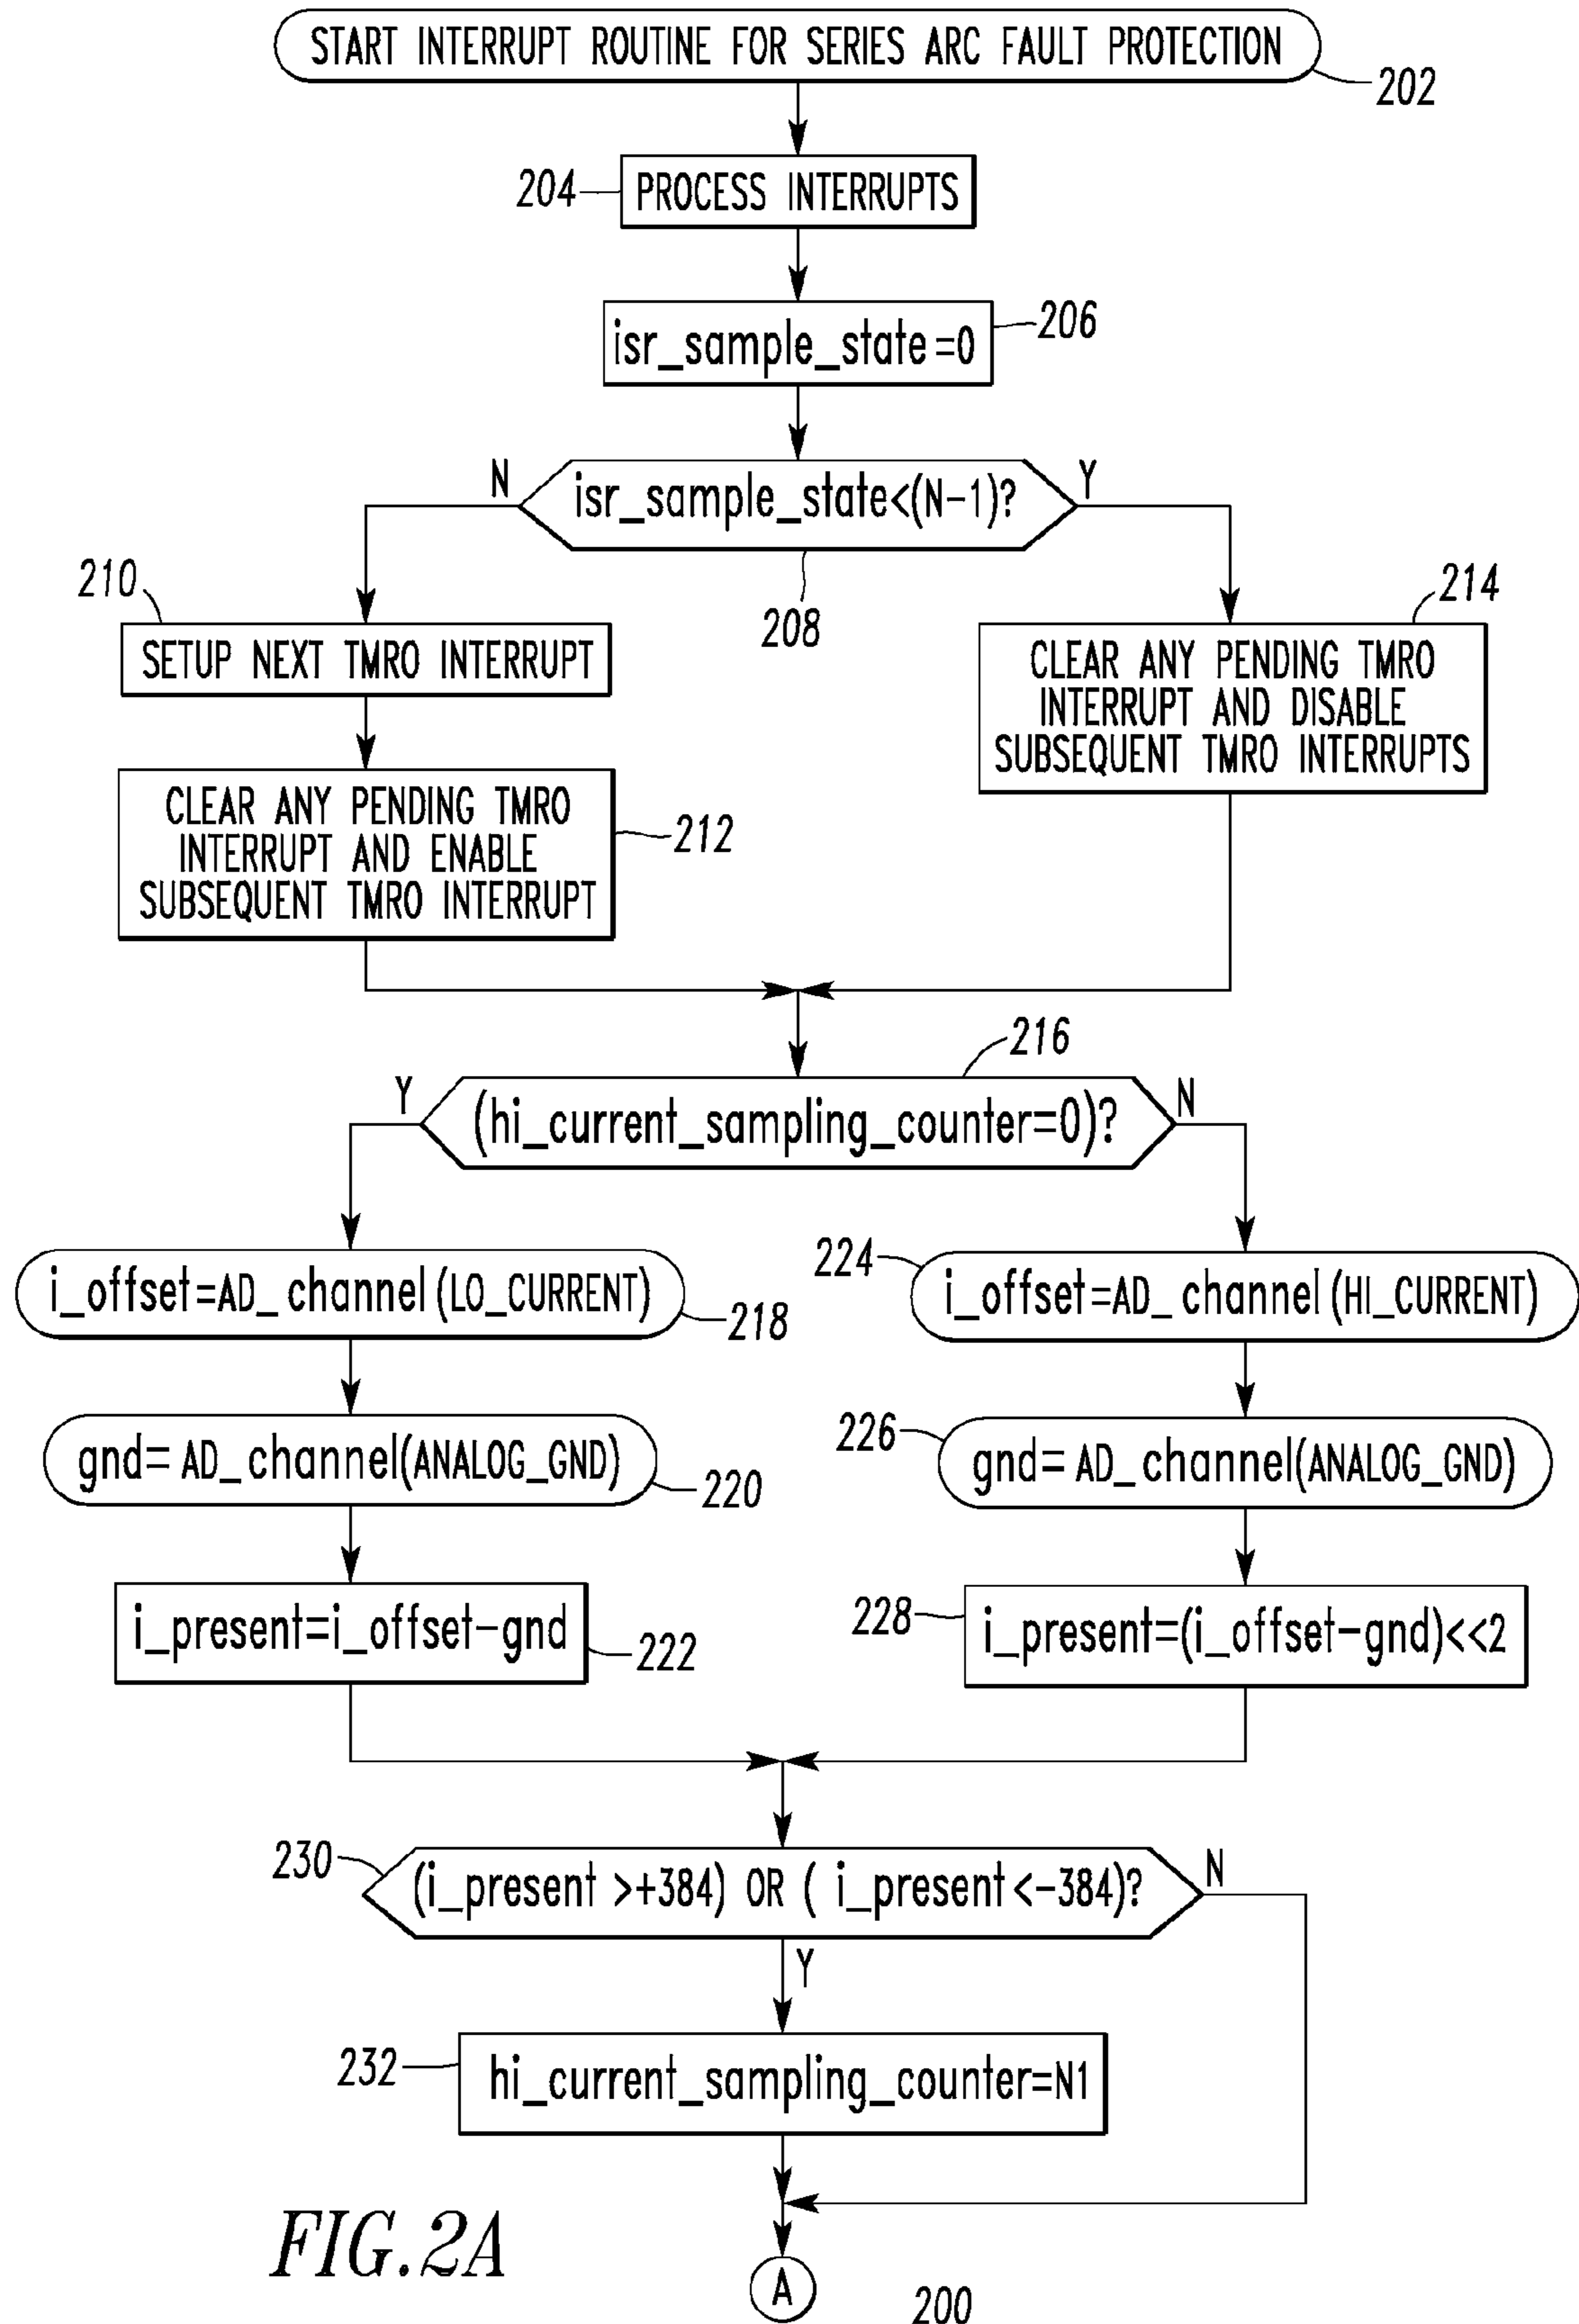 START INTERRUPT ROUTINE FOR SERIES ARC FAULT PROTECTION
202
204
PROCESS INTERRUPTS
isr_sample_state=0
206
N
isr_sample_state<(N-1)?
Y
208
210
SETUP NEXT TMRO INTERRUPT
214
CLEAR ANY PENDING TMRO
INTERRUPT AND DISABLE
SUBSEQUENT TMRO INTERRUPTS
CLEAR ANY PENDING TMRO
INTERRUPT AND ENABLE
SUBSEQUENT TMRO INTERRUPT
212
216
Y
(hi_current_sampling_counter=0)?
N
i_offset=AD_channel(LO_CURRENT)
218
224
i_offset=AD_channel(HI_CURRENT)
gnd=AD_channel(ANALOG_GND)
220
226
gnd=AD_channel(ANALOG_GND)
i_present=i_offset-gnd
222
228
i_present=(i_offset-gnd)<<2
230
(i_present >+384) OR ( i_present<-384)?
N
Y
232
hi_current_sampling_counter=N1
FIG.2A
A
200